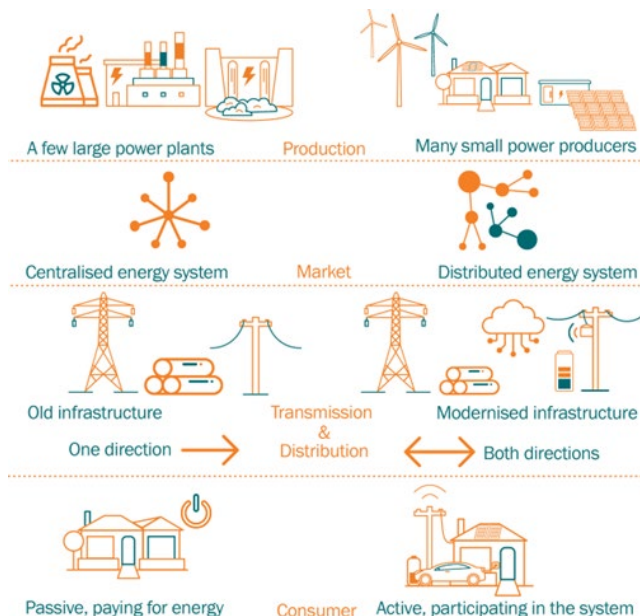 A few large power plants
Production
Many small power producers
Centralised energy system
Market
Distributed energy system
Old infrastructure
Transmission
&
Distribution
Modernised infrastructure
One direction
Both directions
Passive, paying for energy
Consumer
Active, participating in the system